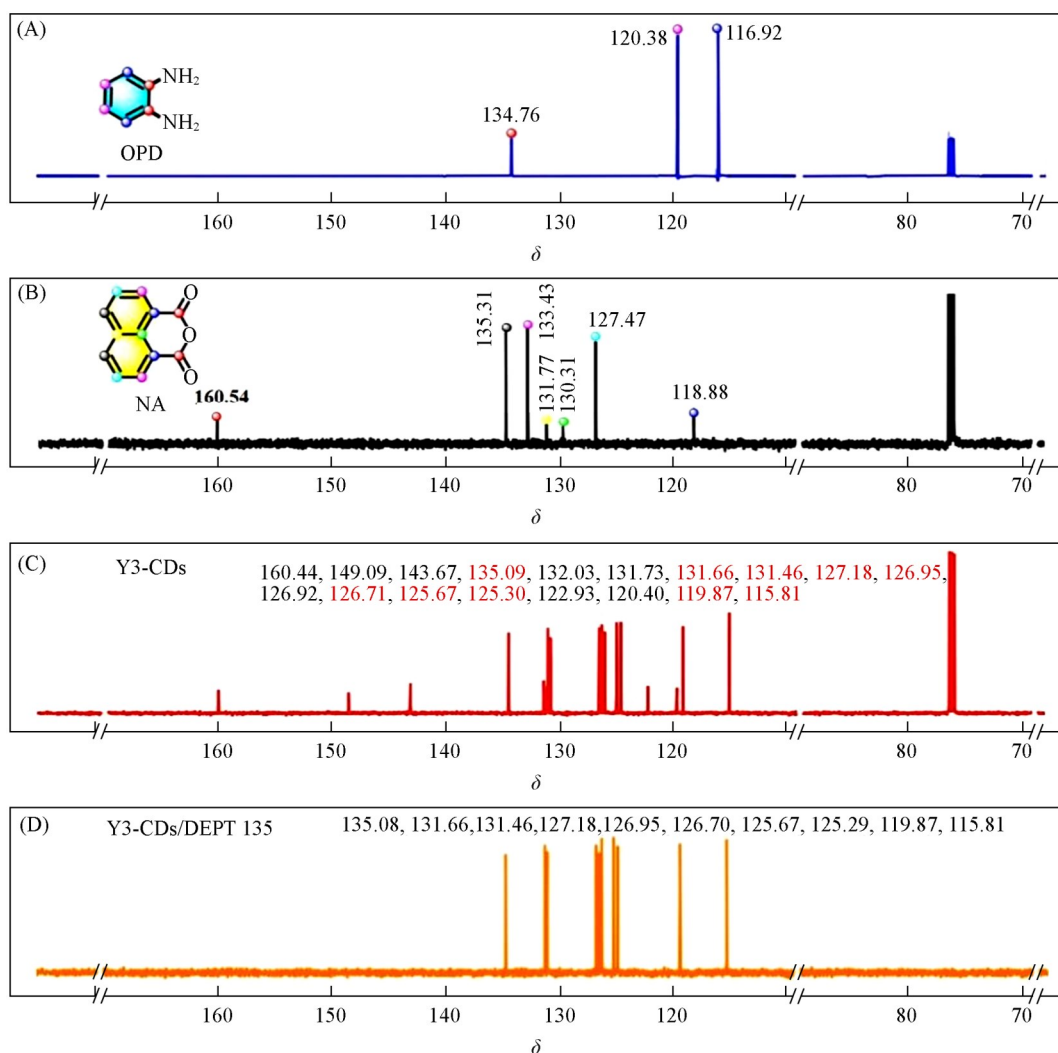 (A)
120.38
116.92
NH₂
134.76
NH₂
OPD
160 150 140 130 120 80 70
δ
(B)
O
135.31
133.43
127.47
131.77
130.31
O
O
160.54
118.88
NA
160 150 140 130 120 80 70
δ
(C)
Y3-CDs
160.44, 149.09, 143.67, 135.09, 132.03, 131.73, 131.66, 131.46, 127.18, 126.95,
126.92, 126.71, 125.67, 125.30, 122.93, 120.40, 119.87, 115.81
160 150 140 130 120 80 70
δ
(D)
Y3-CDs/DEPT 135
135.08, 131.66,131.46,127.18,126.95, 126.70, 125.67, 125.29, 119.87, 115.81
160 150 140 130 120 80 70
δ